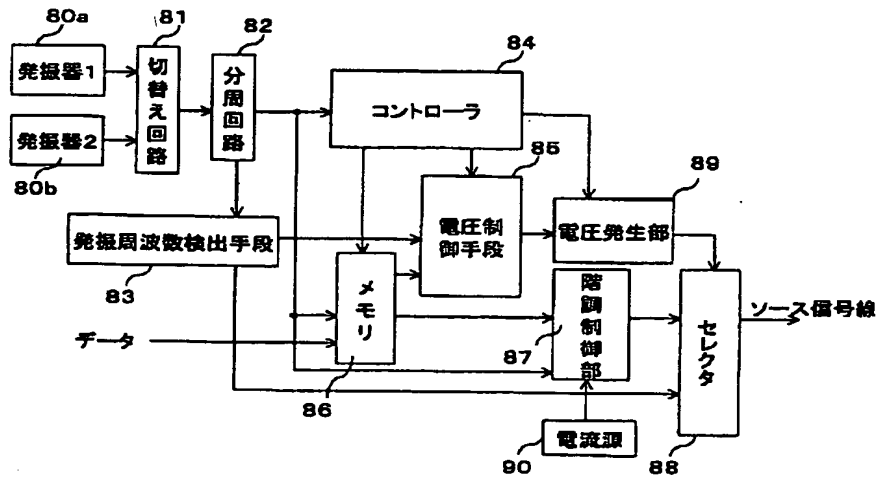 80a
81
82
84
発振器1
切替え回路
分周回路
コントローラ
発振器2
80b
85
89
電圧制
御手段
電圧発生部
発振周波数検出手段
83
メモリ
階調制御部
87
セレクタ
ソース信号線
データ
86
電流源
90
88